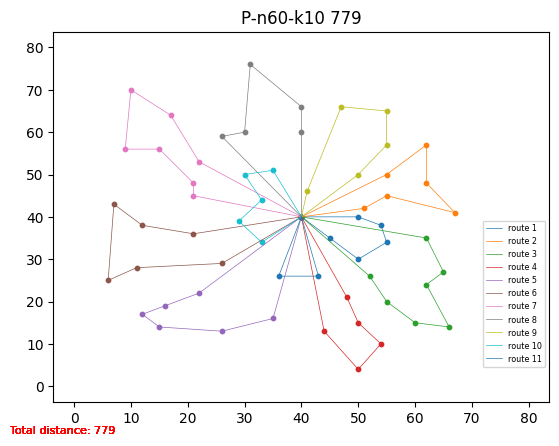 P-n60-k10 779
80
70
60
50
40
30
20
10
0
0 10 20 30 40 50 60 70 80
route 1
route 2
route 3
route 4
route 5
route 6
route 7
route 8
route 9
route 10
route 11
Total distance: 779